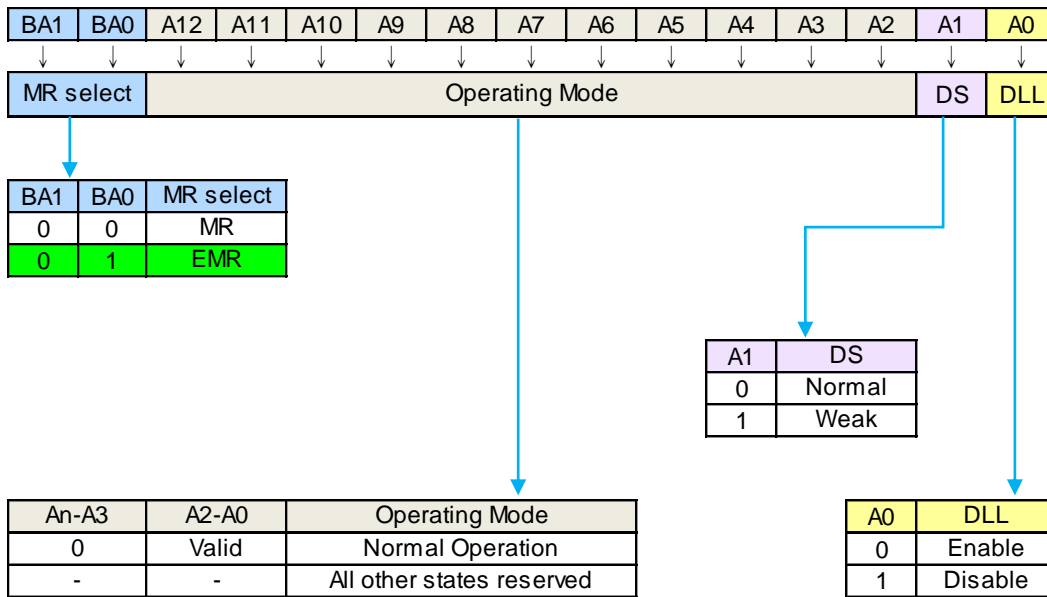 BA1 BA0 A12 A11 A10 A9 A8 A7 A6 A5 A4 A3 A2 A1 A0
MR select Operating Mode DS DLL
BA1 BA0 MR select
0 0 MR
0 1 EMR
A1 DS
0 Normal
1 Weak
An-A3 A2-A0 Operating Mode
0 Valid Normal Operation
- - All other states reserved
A0 DLL
0 Enable
1 Disable